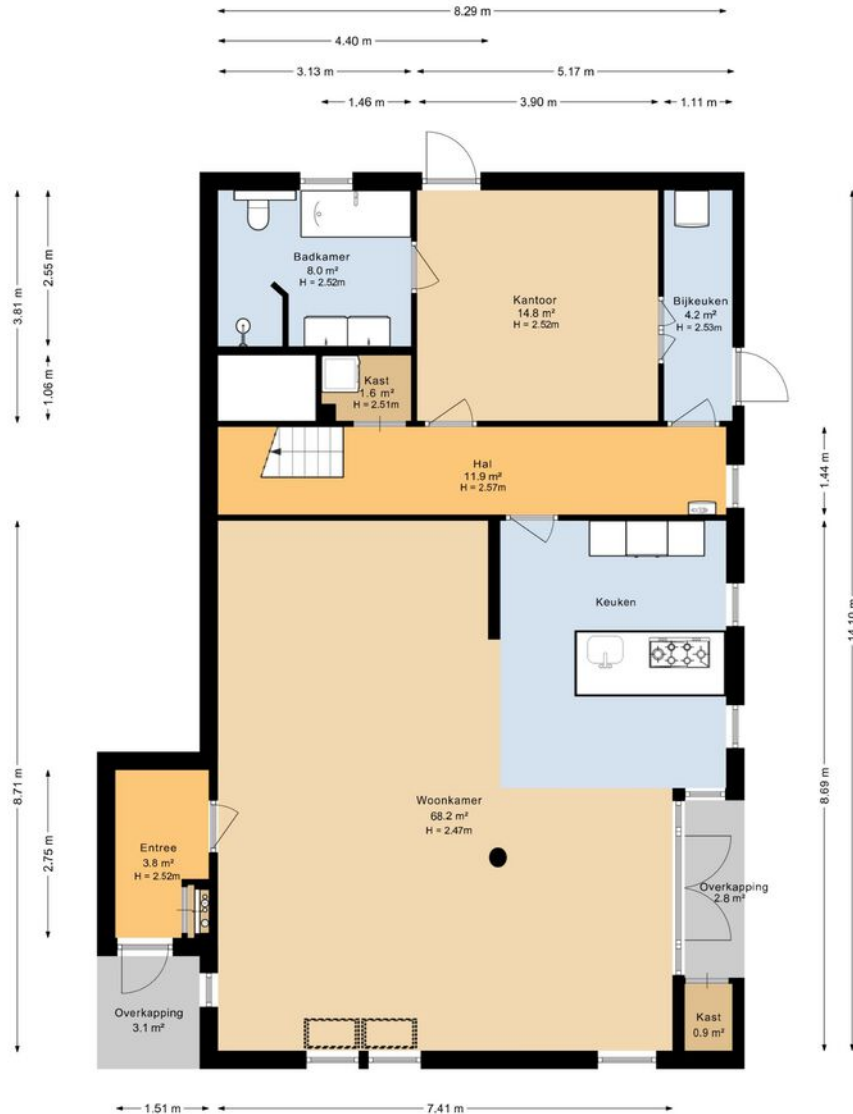 8.29 m
4.40 m
3.13 m
5.17 m
1.46 m
3.90 m
1.11 m
3.81 m
2.55 m
1.06 m
Badkamer
8.0 m²
H = 2.52m
Kantoor
14.8 m²
H = 2.52m
Bijkeuken
4.2 m²
H = 2.53m
Kast
1.6 m²
H = 2.51m
Hal
11.9 m²
H = 2.57m
1.44 m
14.19 m
Keuken
8.71 m
8.69 m
2.75 m
Woonkamer
68.2 m²
H = 2.47m
Entree
3.8 m²
H = 2.52m
Overkapping
2.8 m²
Overkapping
3.1 m²
Kast
0.9 m²
1.51 m
7.41 m